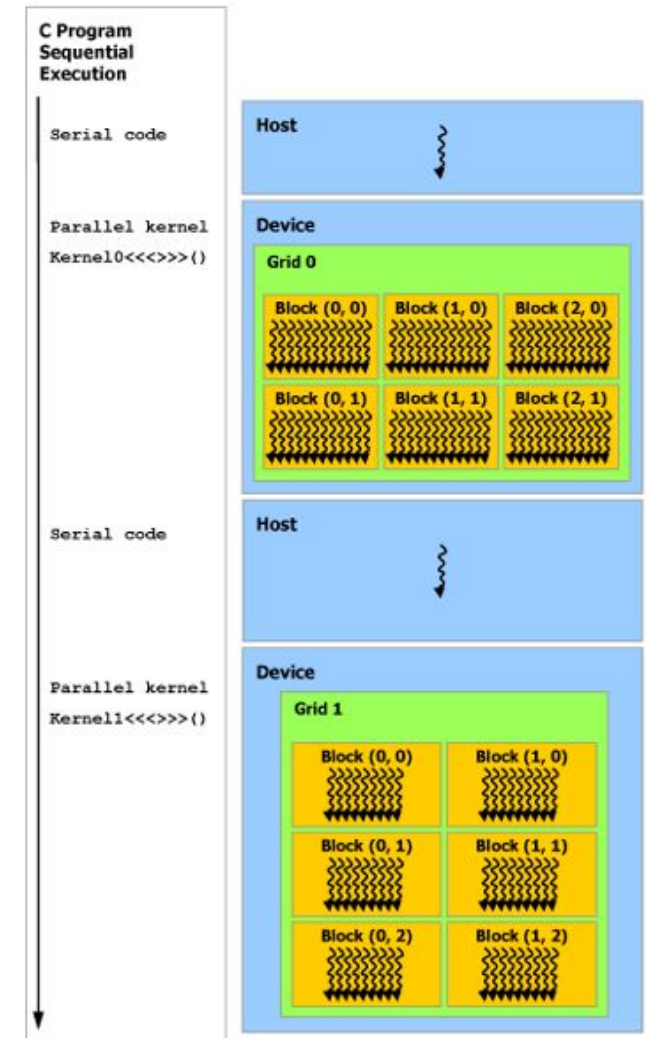 C Program
Sequential
Execution
Serial code
Host
Parallel kernel
Kernel0<<<>>>()
Device
Grid 0
Block (0, 0) Block (1, 0) Block (2, 0)
Block (0, 1) Block (1, 1) Block (2, 1)
Serial code
Host
Parallel kernel
Kernel1<<<>>>()
Device
Grid 1
Block (0, 0) Block (1, 0)
Block (0, 1) Block (1, 1)
Block (0, 2) Block (1, 2)